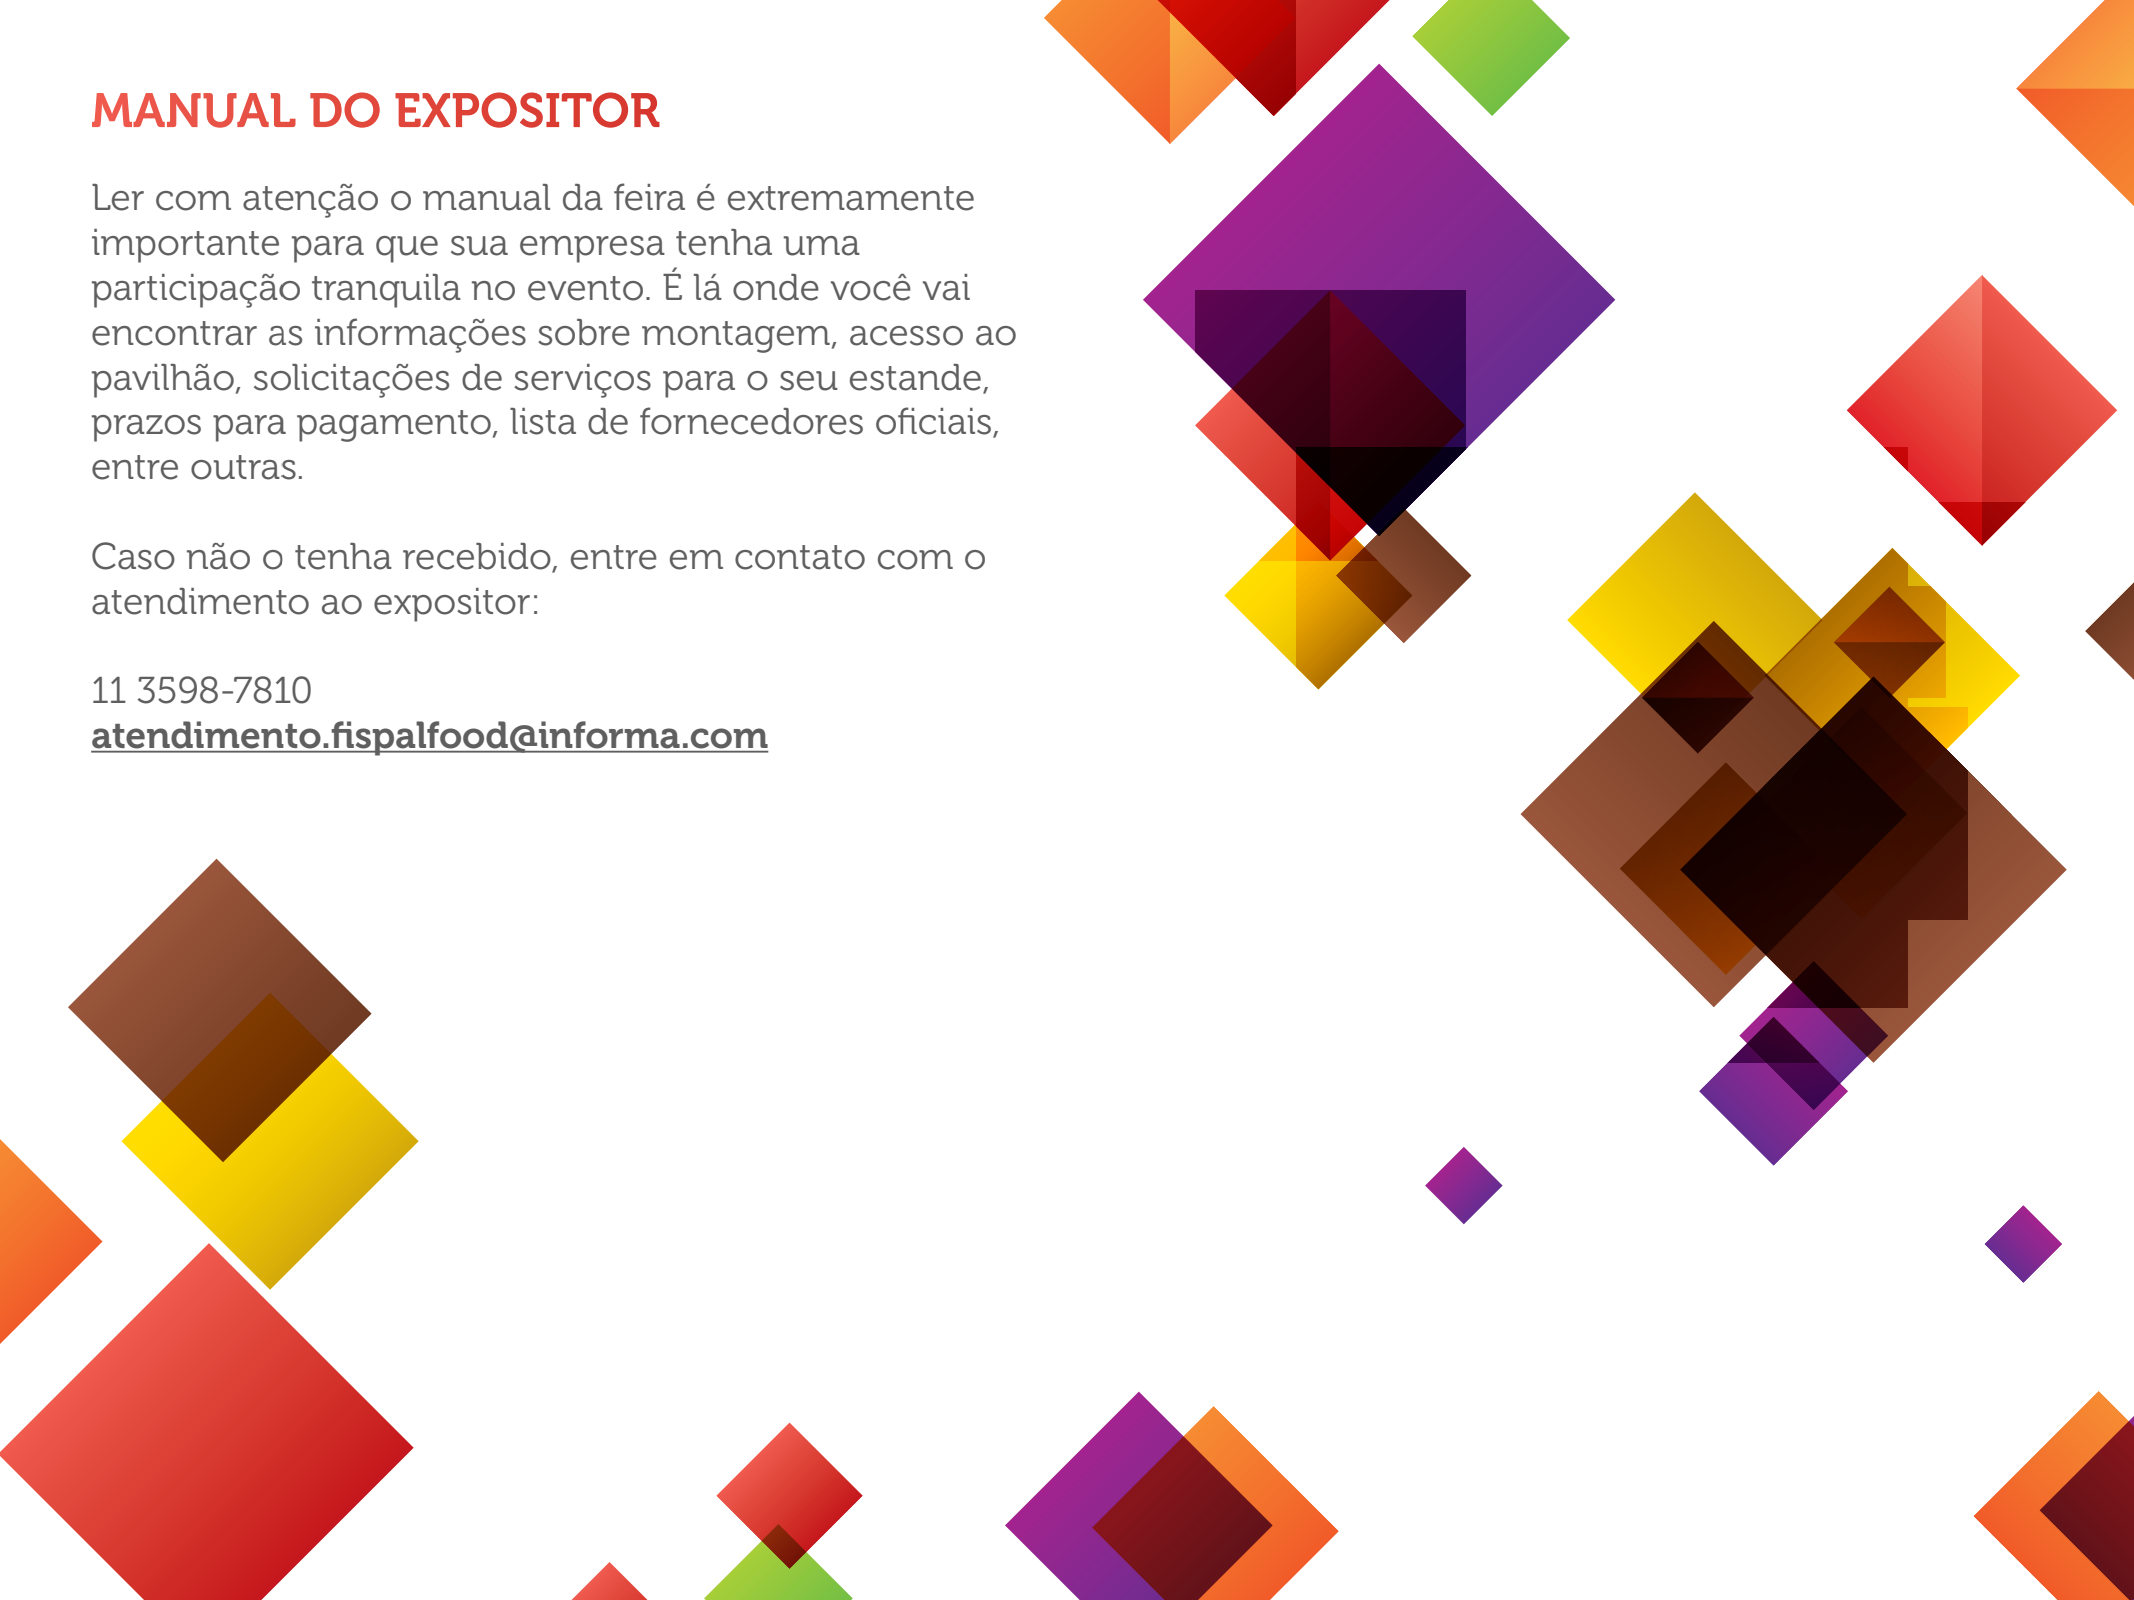 MANUAL DO EXPOSITOR
Ler com atenção o manual da feira é extremamente
importante para que sua empresa tenha uma
participação tranquila no evento. É lá onde você vai
encontrar as informações sobre montagem, acesso ao
pavilhão, solicitações de serviços para o seu estande,
prazos para pagamento, lista de fornecedores oficiais,
entre outras.
Caso não o tenha recebido, entre em contato com o
atendimento ao expositor:
11 3598-7810
atendimento.fispalfood@informa.com